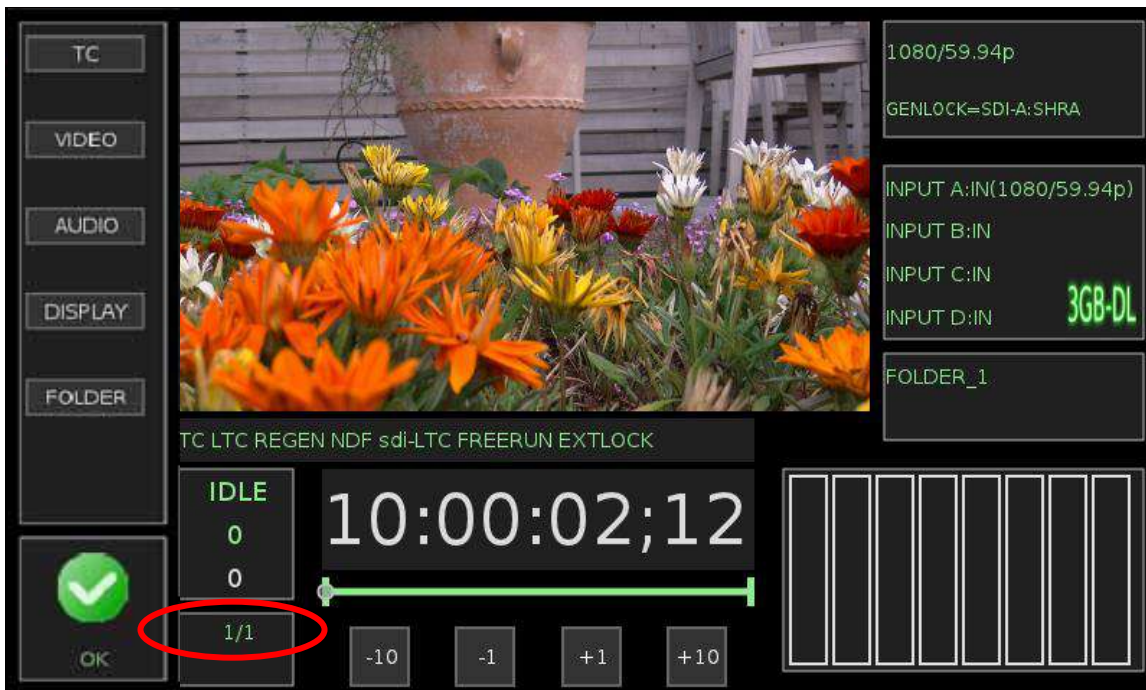 TC
VIDEO
AUDIO
DISPLAY
FOLDER
OK
1080/59.94p
GENLOCK=SDI-A:SHRA
INPUT A:IN(1080/59.94p)
INPUT B:IN
INPUT C:IN
INPUT D:IN
3GB-DL
FOLDER_1
TC LTC REGEN NDF sdi-LTC FREERUN EXTLOCK
IDLE
0
0
10:00:02;12
1/1
-10 -1 +1 +10